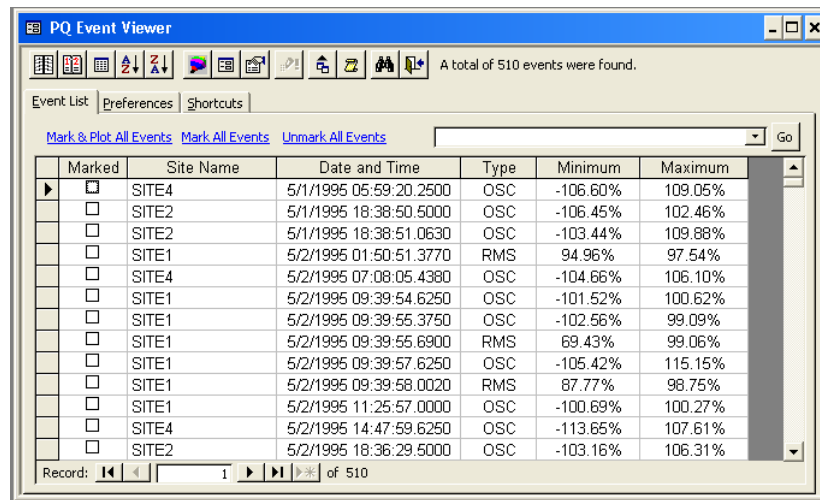 PQ Event Viewer
A total of 510 events were found.
Event List Preferences Shortcuts
Mark & Plot All Events Mark All Events Unmark All Events Go
Marked Site Name Date and Time Type Minimum Maximum
SITE4 5/1/1995 05:59:20.2500 OSC -106.60% 109.05%
SITE2 5/1/1995 18:38:50.5000 OSC -106.45% 102.46%
SITE2 5/1/1995 18:38:51.0630 OSC -103.44% 109.88%
SITE1 5/2/1995 01:50:51.3770 RMS 94.96% 97.54%
SITE4 5/2/1995 07:08:05.4380 OSC -104.66% 106.10%
SITE1 5/2/1995 09:39:54.6250 OSC -101.52% 100.62%
SITE1 5/2/1995 09:39:55.3750 OSC -102.56% 99.09%
SITE1 5/2/1995 09:39:55.6900 RMS 69.43% 99.06%
SITE1 5/2/1995 09:39:57.6250 OSC -105.42% 115.15%
SITE1 5/2/1995 09:39:58.0020 RMS 87.77% 98.75%
SITE1 5/2/1995 11:25:57.0000 OSC -100.69% 100.27%
SITE4 5/2/1995 14:47:59.6250 OSC -113.65% 107.61%
SITE2 5/2/1995 18:36:29.5000 OSC -103.16% 106.31%
Record: 1 of 510